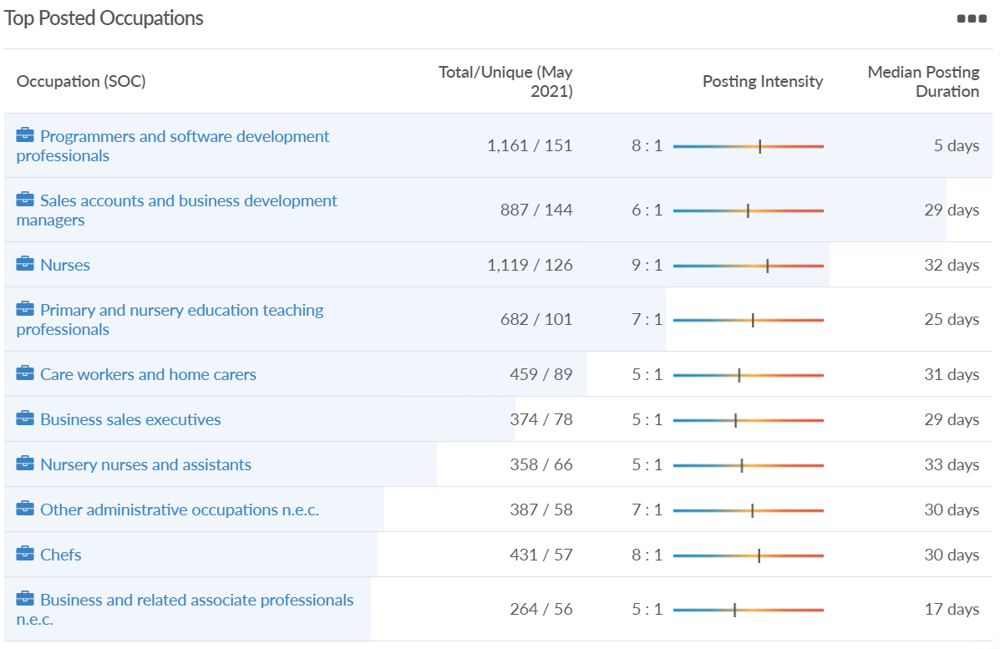 Top Posted Occupations
Occupation (SOC)
Total/Unique (May
2021)
Posting Intensity
Median Posting
Duration
Programmers and software development
professionals
1,161 / 151
8 : 1
5 days
Sales accounts and business development
managers
887 / 144
6 : 1
29 days
Nurses
1,119 / 126
9 : 1
32 days
Primary and nursery education teaching
professionals
682 / 101
7 : 1
25 days
Care workers and home carers
459 / 89
5 : 1
31 days
Business sales executives
374 / 78
5 : 1
29 days
Nursery nurses and assistants
358 / 66
5 : 1
33 days
Other administrative occupations n.e.c.
387 / 58
7 : 1
30 days
Chefs
431 / 57
8 : 1
30 days
Business and related associate professionals
n.e.c.
264 / 56
5 : 1
17 days